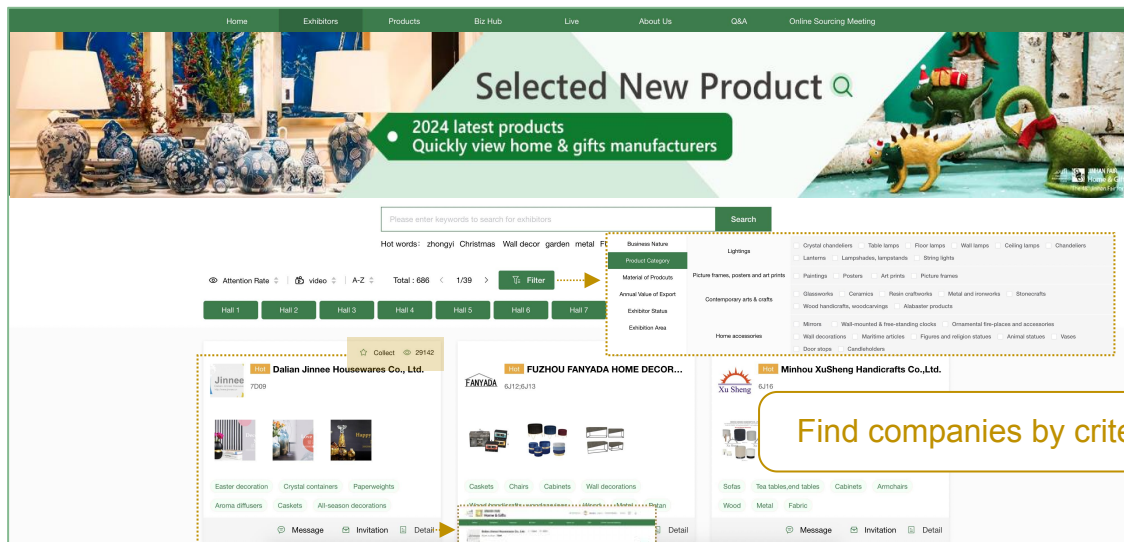 Home Exhibitors Products Biz Hub Live About Us Q&A Online Sourcing Meeting
Selected New Product
2024 latest products
Quickly view home & gifts manufacturers
JINHAN FAIR
Home & Gif
Please enter keywords to search for exhibitors Search
Hot words: zhongyi Christmas Wall decor garden metal
Attention Rate video A-Z Total : 686 < 1/39 > Filter
Hall 1 Hall 2 Hall 3 Hall 4 Hall 5 Hall 6 Hall 7
Business Nature
Product Category
Material of Prodcuts
Annual Value of Export
Exhibitor Status
Exhibition Area
Lightings
Crystal chandeliers Table lamps Floor lamps Wall lamps Ceiling lamps Chandeliers
Lanterns Lampshades, lampstands String lights
Picture frames, posters and art prints
Paintings Posters Art prints Picture frames
Contemporary arts & crafts
Glassworks Ceramics Resin craftworks Metal and ironworks Stonecrafts
Wood handicrafts, woodcarvings Alabaster products
Home accessories
Mirrors Wall-mounted & free-standing clocks Ornamental fire-places and accessories
Wall decorations Maritime articles Figures and religion statues Animal statues Vases
Door stops Candleholders
Collect 29142
Jinnee
Hot Dalian Jinnee Housewares Co., Ltd.
7D09
Happy
Easter decoration Crystal containers Paperweights
Aroma diffusers Caskets All-season decorations
Message Invitation Detail
FANYADA
Hot FUZHOU FANYADA HOME DECOR...
6J12;6J13
Caskets Chairs Cabinets Wall decorations
Detail
Xu Sheng
Hot Minhou XuSheng Handicrafts Co.,Ltd.
6J16
Sofas Tea tables,end tables Cabinets Armchairs
Wood Metal Fabric
Message Invitation Detail
Find companies by crite